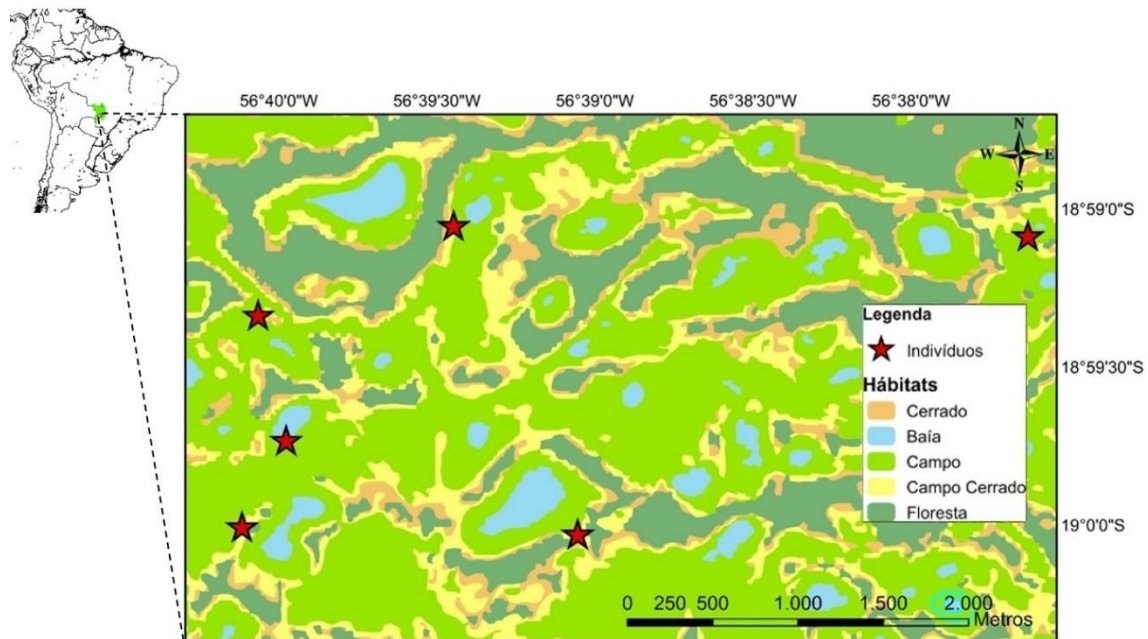 56°40'0"W 56°39'30"W 56°39'0"W 56°38'30"W 56°38'0"W
N
W E
S
18°59'0"S
Legenda
Indivíduos
18°59'30"S
Hábitats
Cerrado
Baía
Campo
Campo Cerrado
Floresta
19°0'0"S
0 250 500 1.000 1.500 2.000
Metros